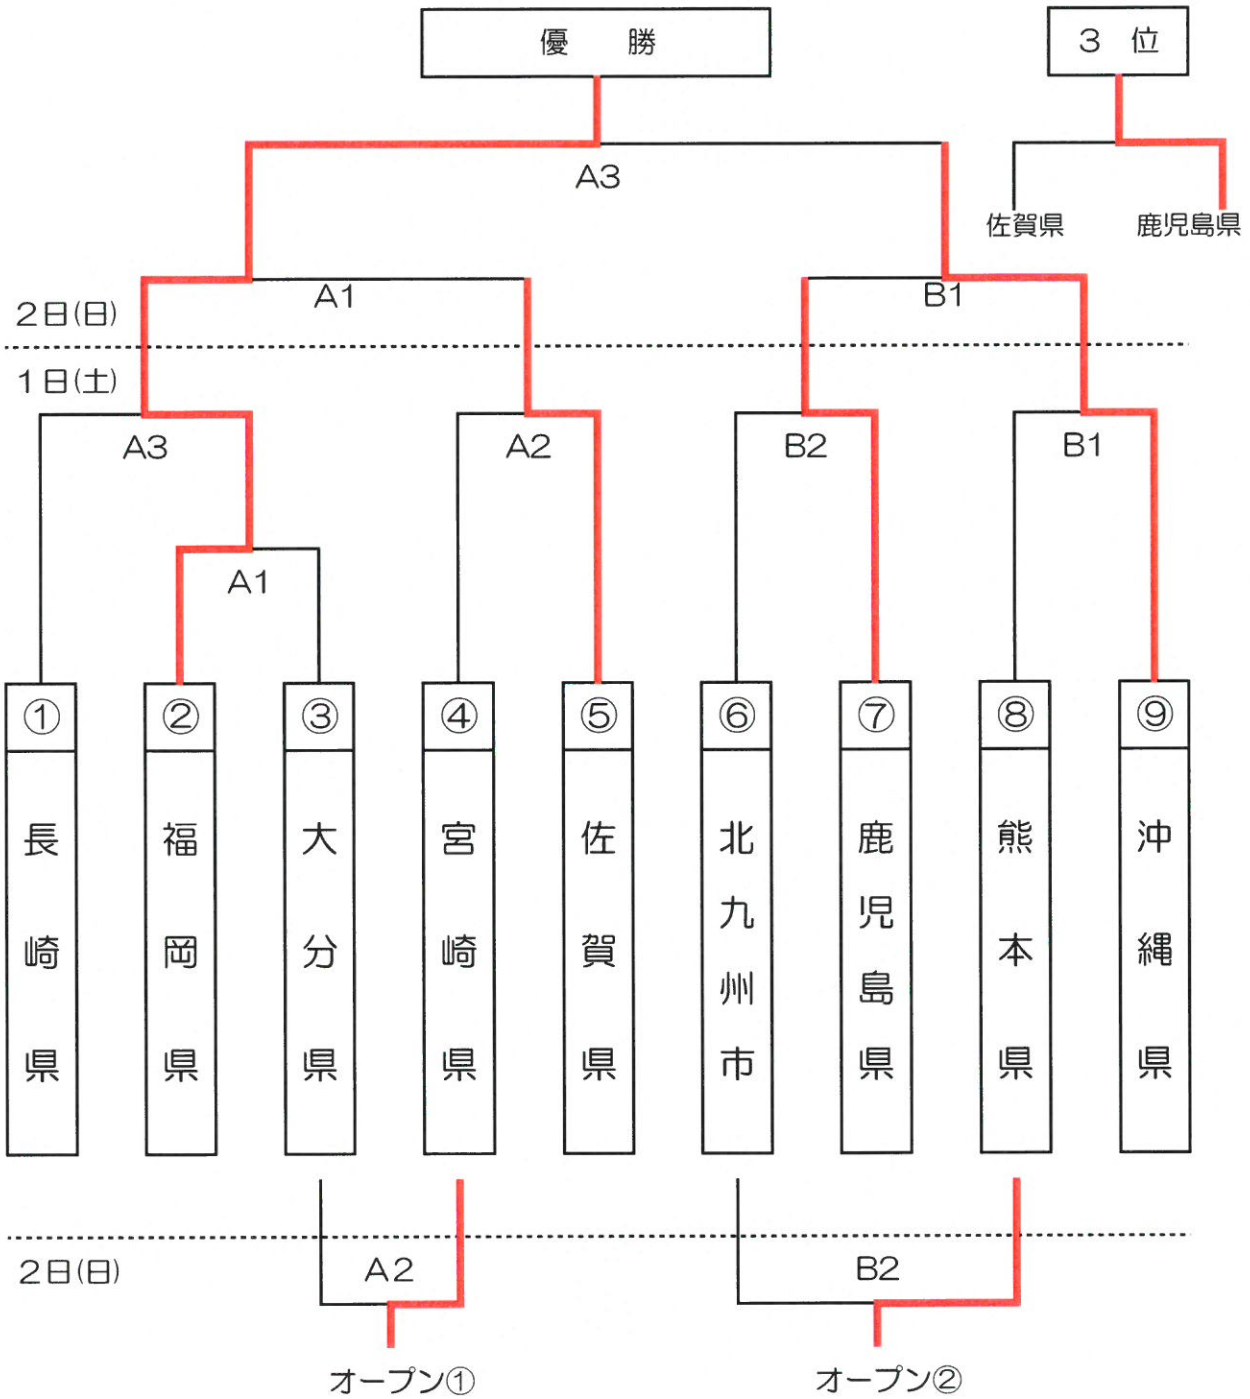 優 勝
3 位
A3
佐賀県
鹿児島県
A1
B1
2日(日)
1日(土)
A3
A2
B2
B1
A1
①
②
③
④
⑤
⑥
⑦
⑧
⑨
長崎県
福岡県
大分県
宮崎県
佐賀県
北九州市
鹿児島県
熊本県
沖縄県
2日(日)
A2
B2
オープン①
オープン②